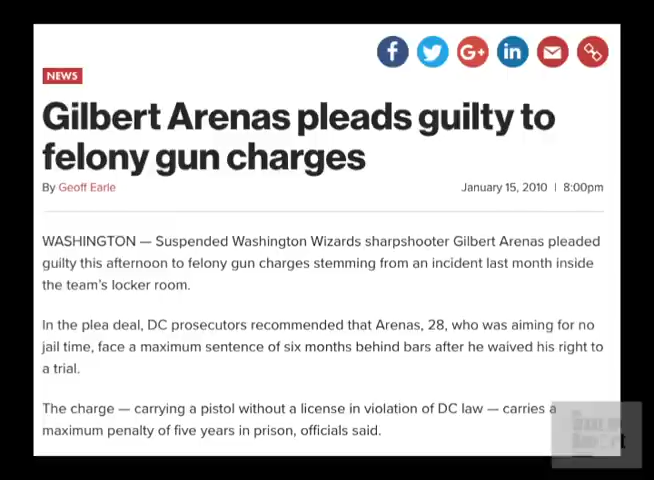 NEWS
Gilbert Arenas pleads guilty to
felony gun charges
By Geoff Earle January 15, 2010 | 8:00pm
WASHINGTON — Suspended Washington Wizards sharpshooter Gilbert Arenas pleaded
guilty this afternoon to felony gun charges stemming from an incident last month inside
the team's locker room.
In the plea deal, DC prosecutors recommended that Arenas, 28, who was aiming for no
jail time, face a maximum sentence of six months behind bars after he waived his right to
a trial.
The charge — carrying a pistol without a license in violation of DC law — carries a
maximum penalty of five years in prison, officials said.